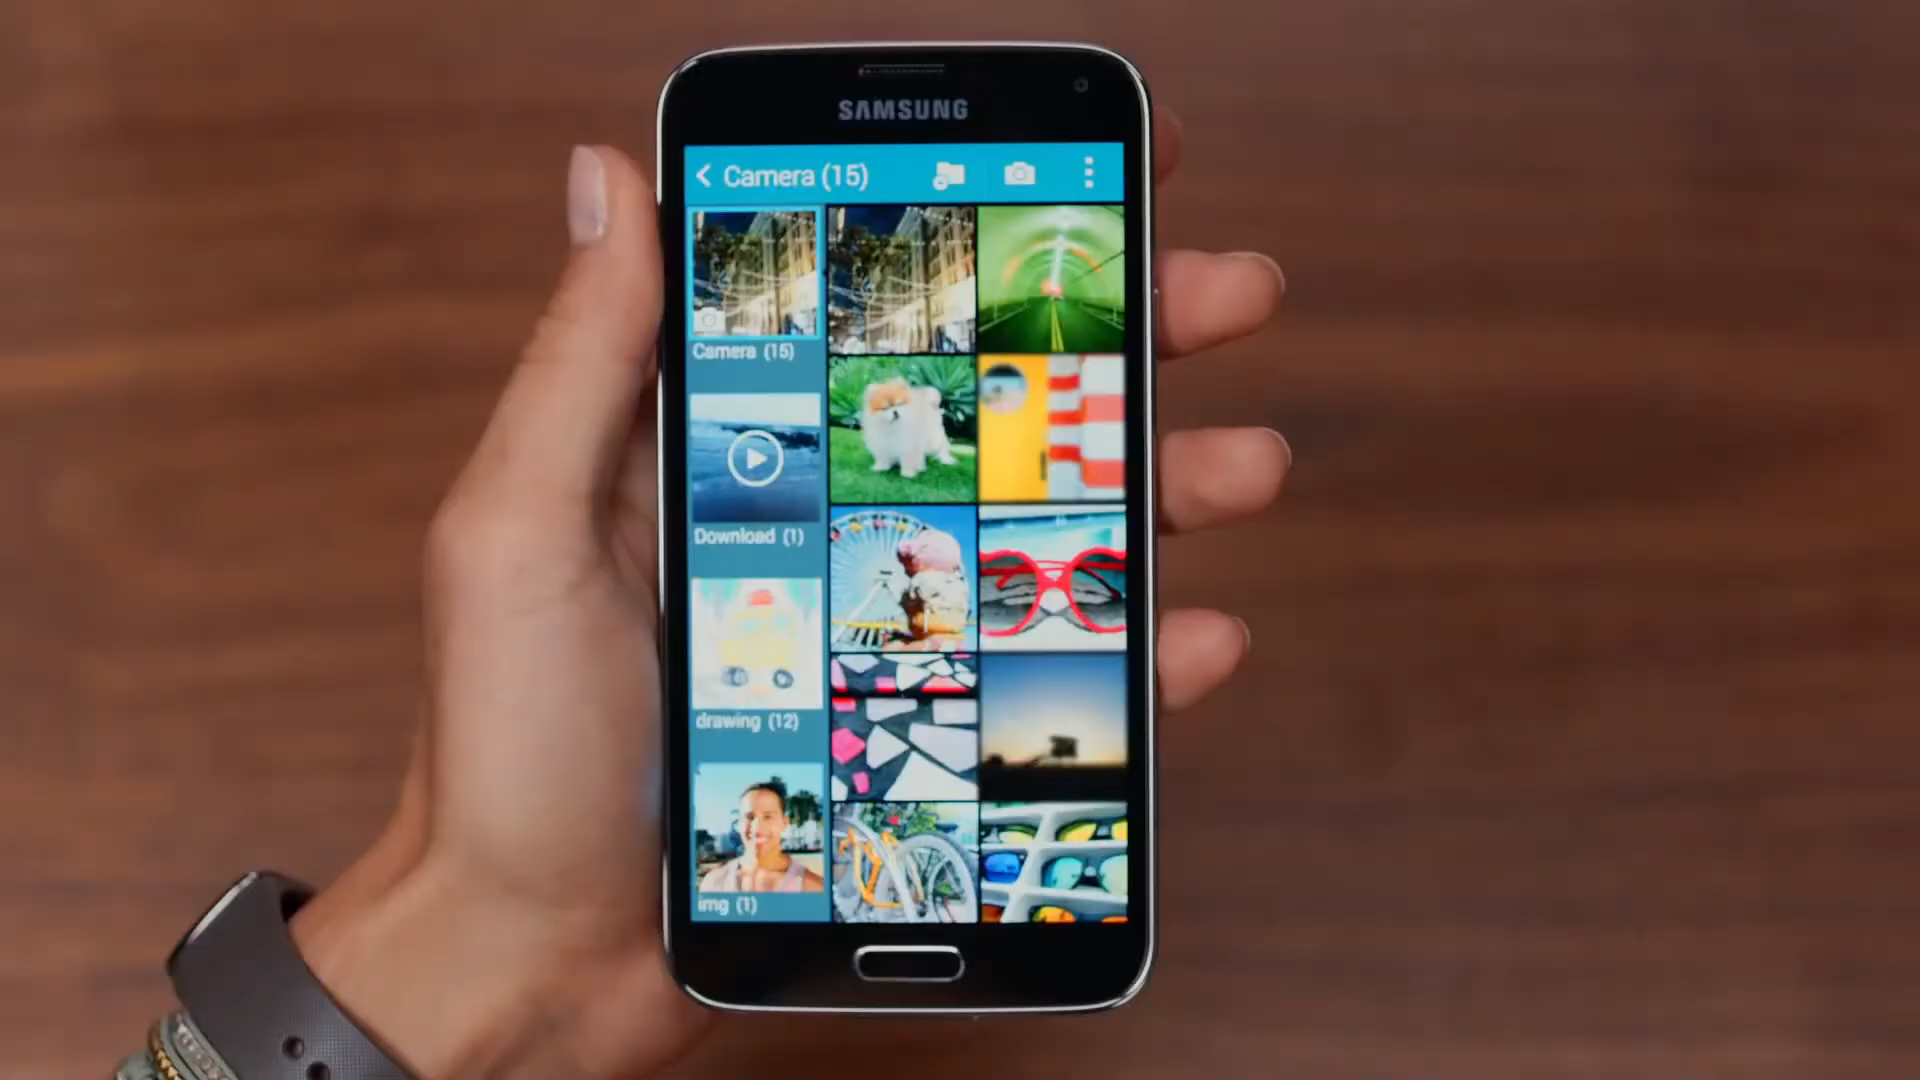 SAMSUNG
Camera (15)
Camera (15)
Download (1)
drawing (12)
img (1)